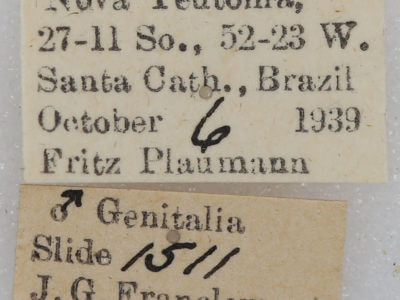 Nova Teutonia,
27-11 So., 52-23 W.
Santa Cath., Brazil
October 6 1939
Fritz Plaumann
♂ Genitalia
Slide 1511
J. G.